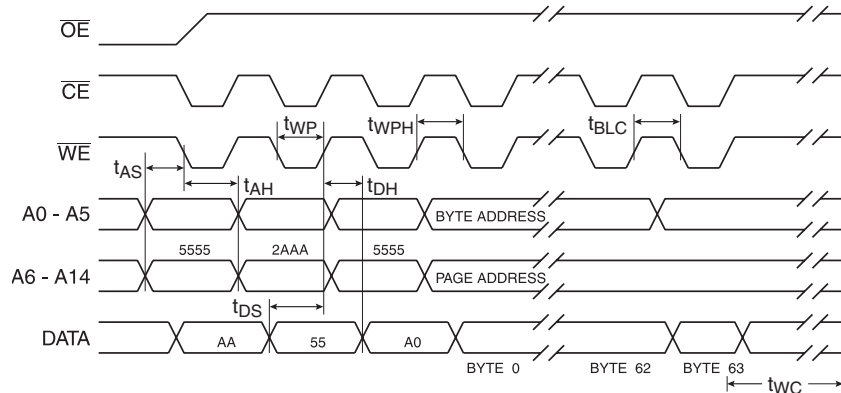 OE
CE
tWP tWPH tBLC
WE
tAS
tAH tDH
A0 - A5 BYTE ADDRESS
5555 2AAA 5555
A6 - A14 PAGE ADDRESS
tDS
DATA AA 55 A0
BYTE 0 BYTE 62 BYTE 63
tWC